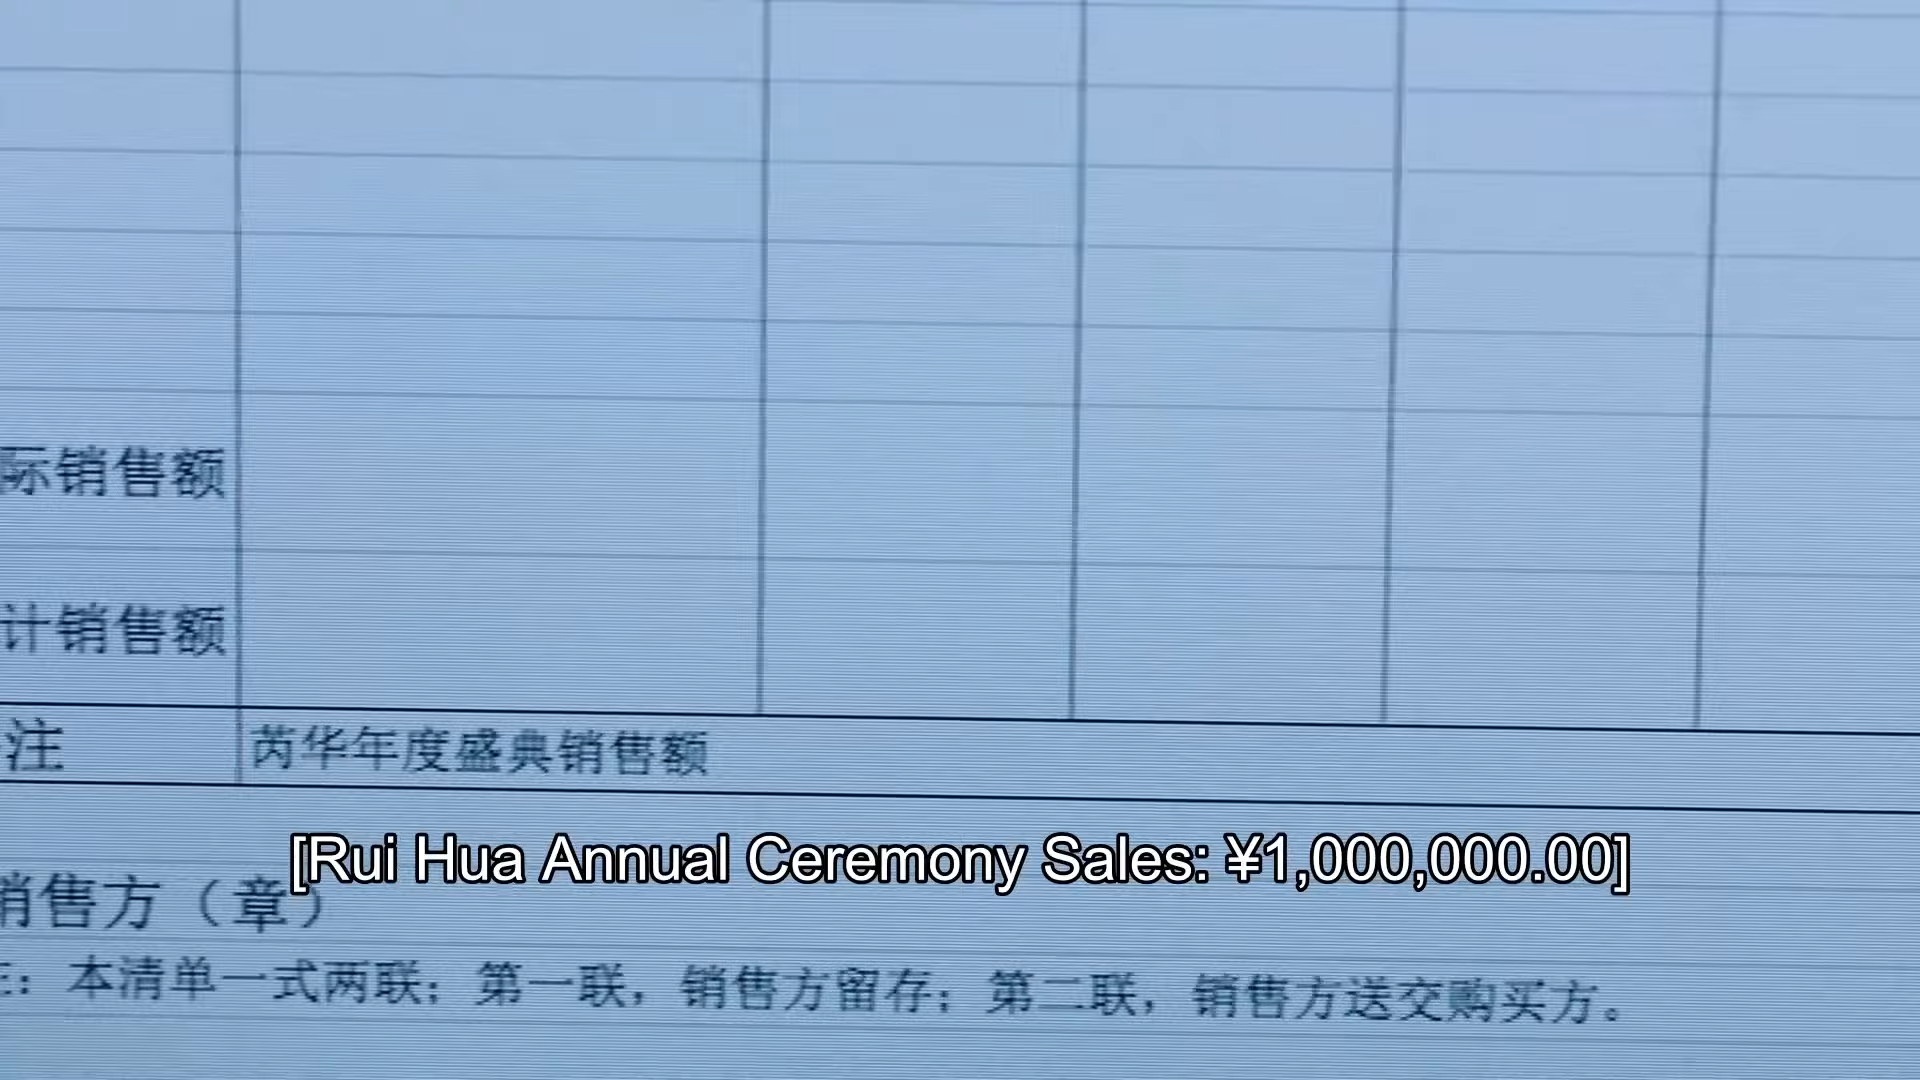 际销售额
计销售额
注
芮华年度盛典销售额
[Rui Hua Annual Ceremony Sales: ¥1,000,000.00]
销售方（章）
注：本清单一式两联；第一联，销售方留存；第二联，销售方送交购买方。